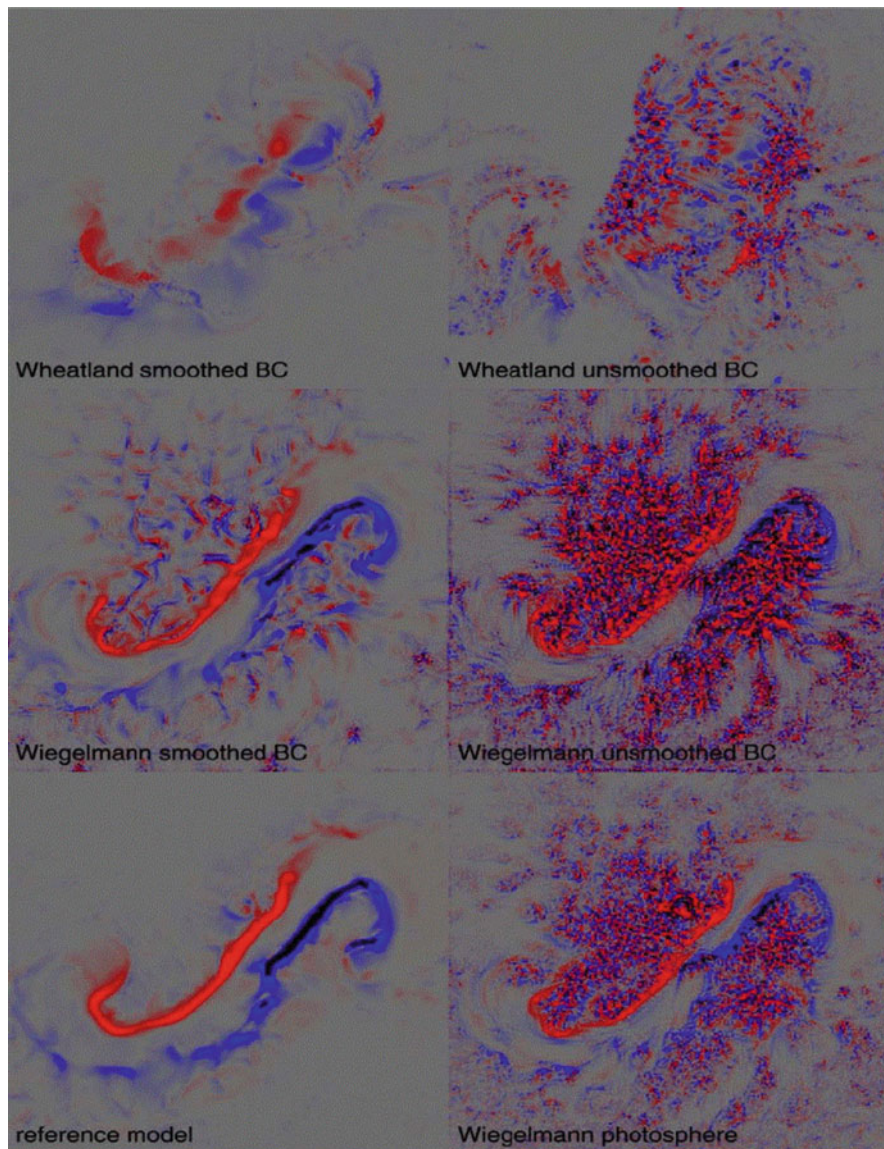 Wheatland smoothed BC
Wheatland unsmoothed BC
Wiegelmann smoothed BC
Wiegelmann unsmoothed BC
reference model
Wiegelmann photosphere